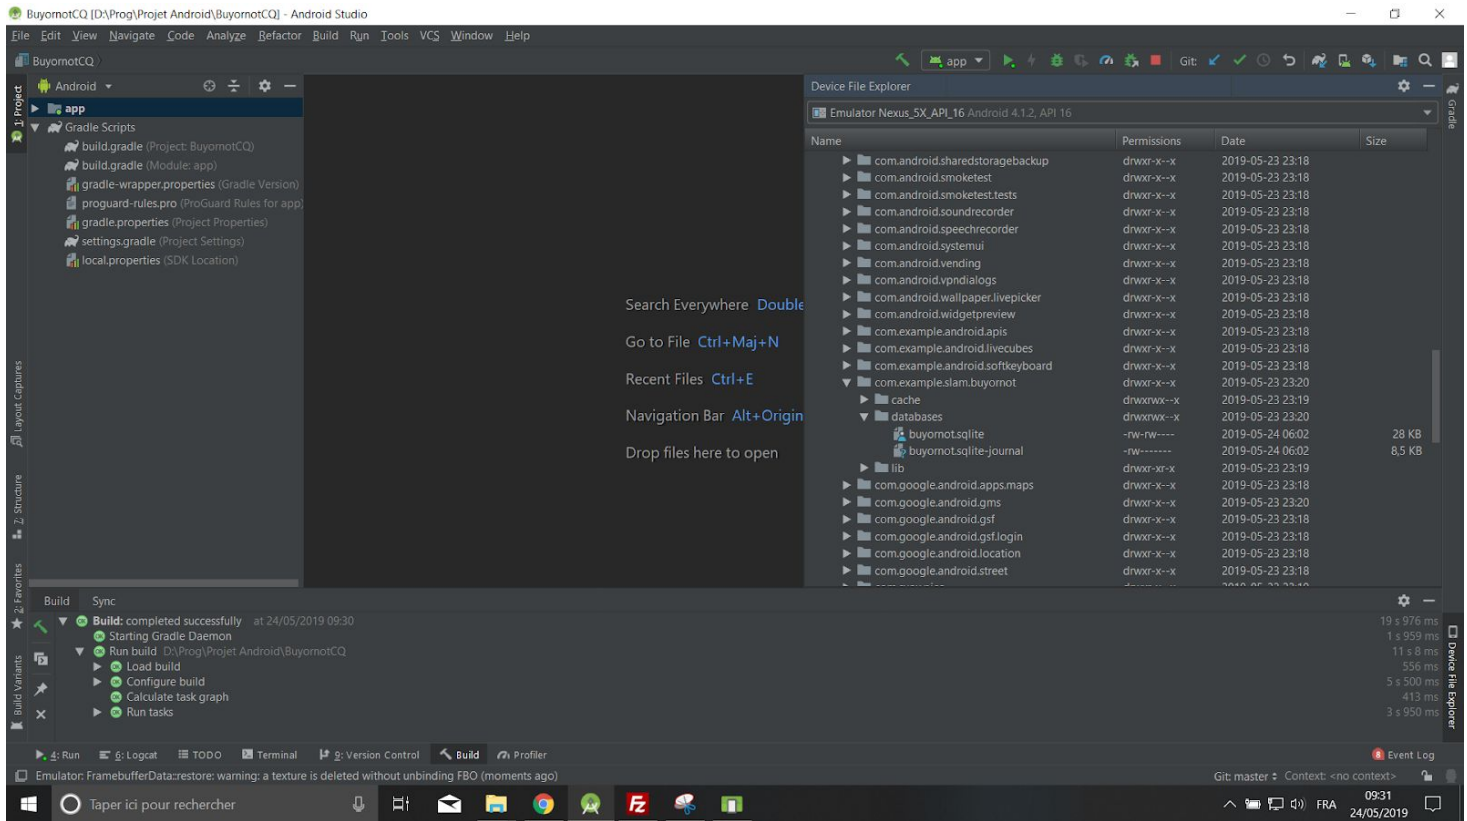 BuyornotCQ [D:\Prog\Projet Android\BuyornotCQ] - Android Studio
File Edit View Navigate Code Analyze Refactor Build Run Tools VCS Window Help
BuyornotCQ
app
Git:
Android
1: Project
app
Gradle Scripts
build.gradle (Project: BuyornotCQ)
build.gradle (Module: app)
gradle-wrapper.properties (Gradle Version)
proguard-rules.pro (ProGuard Rules for app)
gradle.properties (Project Properties)
settings.gradle (Project Settings)
local.properties (SDK Location)
Layout Captures
Z: Structure
2: Favorites
Build Variants
Search Everywhere Double
Go to File Ctrl+Maj+N
Recent Files Ctrl+E
Navigation Bar Alt+Origin
Drop files here to open
Device File Explorer
Emulator Nexus_5X_API_16 Android 4.1.2, API 16
Name Permissions Date Size
com.android.sharedstoragebackup drwxr-x--x 2019-05-23 23:18
com.android.smoketest drwxr-x--x 2019-05-23 23:18
com.android.smoketest.tests drwxr-x--x 2019-05-23 23:18
com.android.soundrecorder drwxr-x--x 2019-05-23 23:18
com.android.speechrecorder drwxr-x--x 2019-05-23 23:18
com.android.systemui drwxr-x--x 2019-05-23 23:18
com.android.vending drwxr-x--x 2019-05-23 23:18
com.android.vpndialogs drwxr-x--x 2019-05-23 23:18
com.android.wallpaper.livepicker drwxr-x--x 2019-05-23 23:18
com.android.widgetpreview drwxr-x--x 2019-05-23 23:18
com.example.android.apis drwxr-x--x 2019-05-23 23:18
com.example.android.livecubes drwxr-x--x 2019-05-23 23:18
com.example.android.softkeyboard drwxr-x--x 2019-05-23 23:18
com.example.slam.buyornot drwxr-x--x 2019-05-23 23:20
cache drwxrwx--x 2019-05-23 23:19
databases drwxrwx--x 2019-05-23 23:20
buyornot.sqlite -rw-rw---- 2019-05-24 06:02 28 KB
buyornot.sqlite-journal -rw------- 2019-05-24 06:02 8,5 KB
lib drwxr-xr-x 2019-05-23 23:19
com.google.android.apps.maps drwxr-x--x 2019-05-23 23:18
com.google.android.gms drwxr-x--x 2019-05-23 23:20
com.google.android.gsf drwxr-x--x 2019-05-23 23:18
com.google.android.gsf.login drwxr-x--x 2019-05-23 23:18
com.google.android.location drwxr-x--x 2019-05-23 23:18
com.google.android.street drwxr-x--x 2019-05-23 23:18
Gradle
Device File Explorer
Build Sync
Build: completed successfully at 24/05/2019 09:30 19 s 976 ms
Starting Gradle Daemon 1 s 959 ms
Run build D:\Prog\Projet Android\BuyornotCQ 11 s 8 ms
Load build 556 ms
Configure build 5 s 500 ms
Calculate task graph 413 ms
Run tasks 3 s 950 ms
4: Run 6: Logcat TODO Terminal 9: Version Control Build Profiler 8 Event Log
Emulator: FramebufferData::restore: warning: a texture is deleted without unbinding FBO (moments ago) Git: master Context: <no context>
Taper ici pour rechercher FRA 09:31
24/05/2019